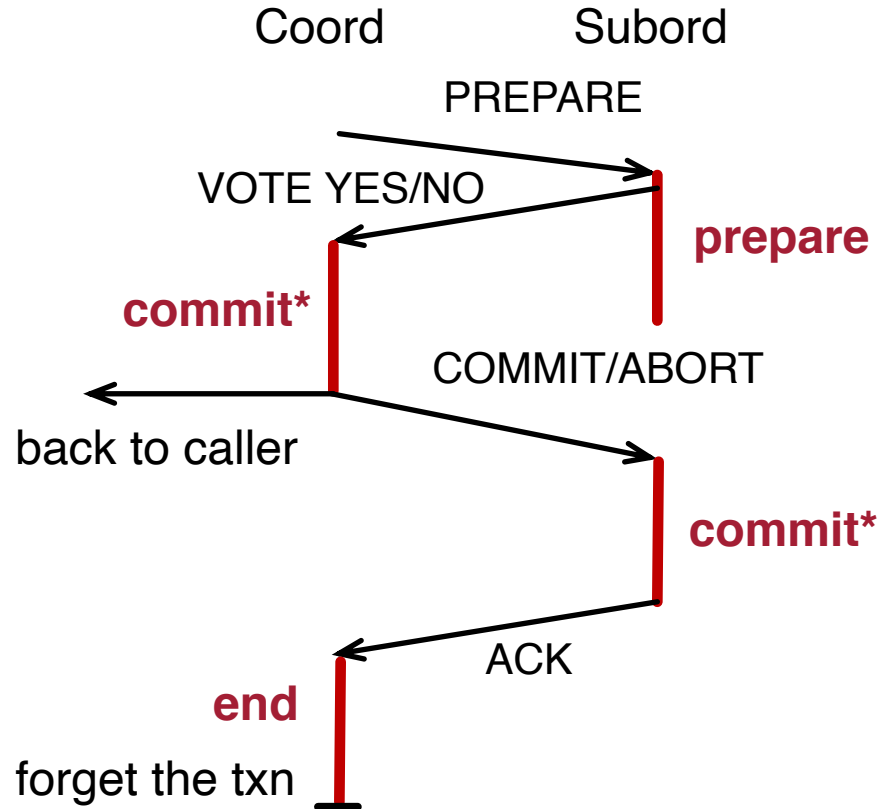 Coord Subord
PREPARE
VOTE YES/NO
prepare
commit*
COMMIT/ABORT
back to caller
commit*
ACK
end
forget the txn